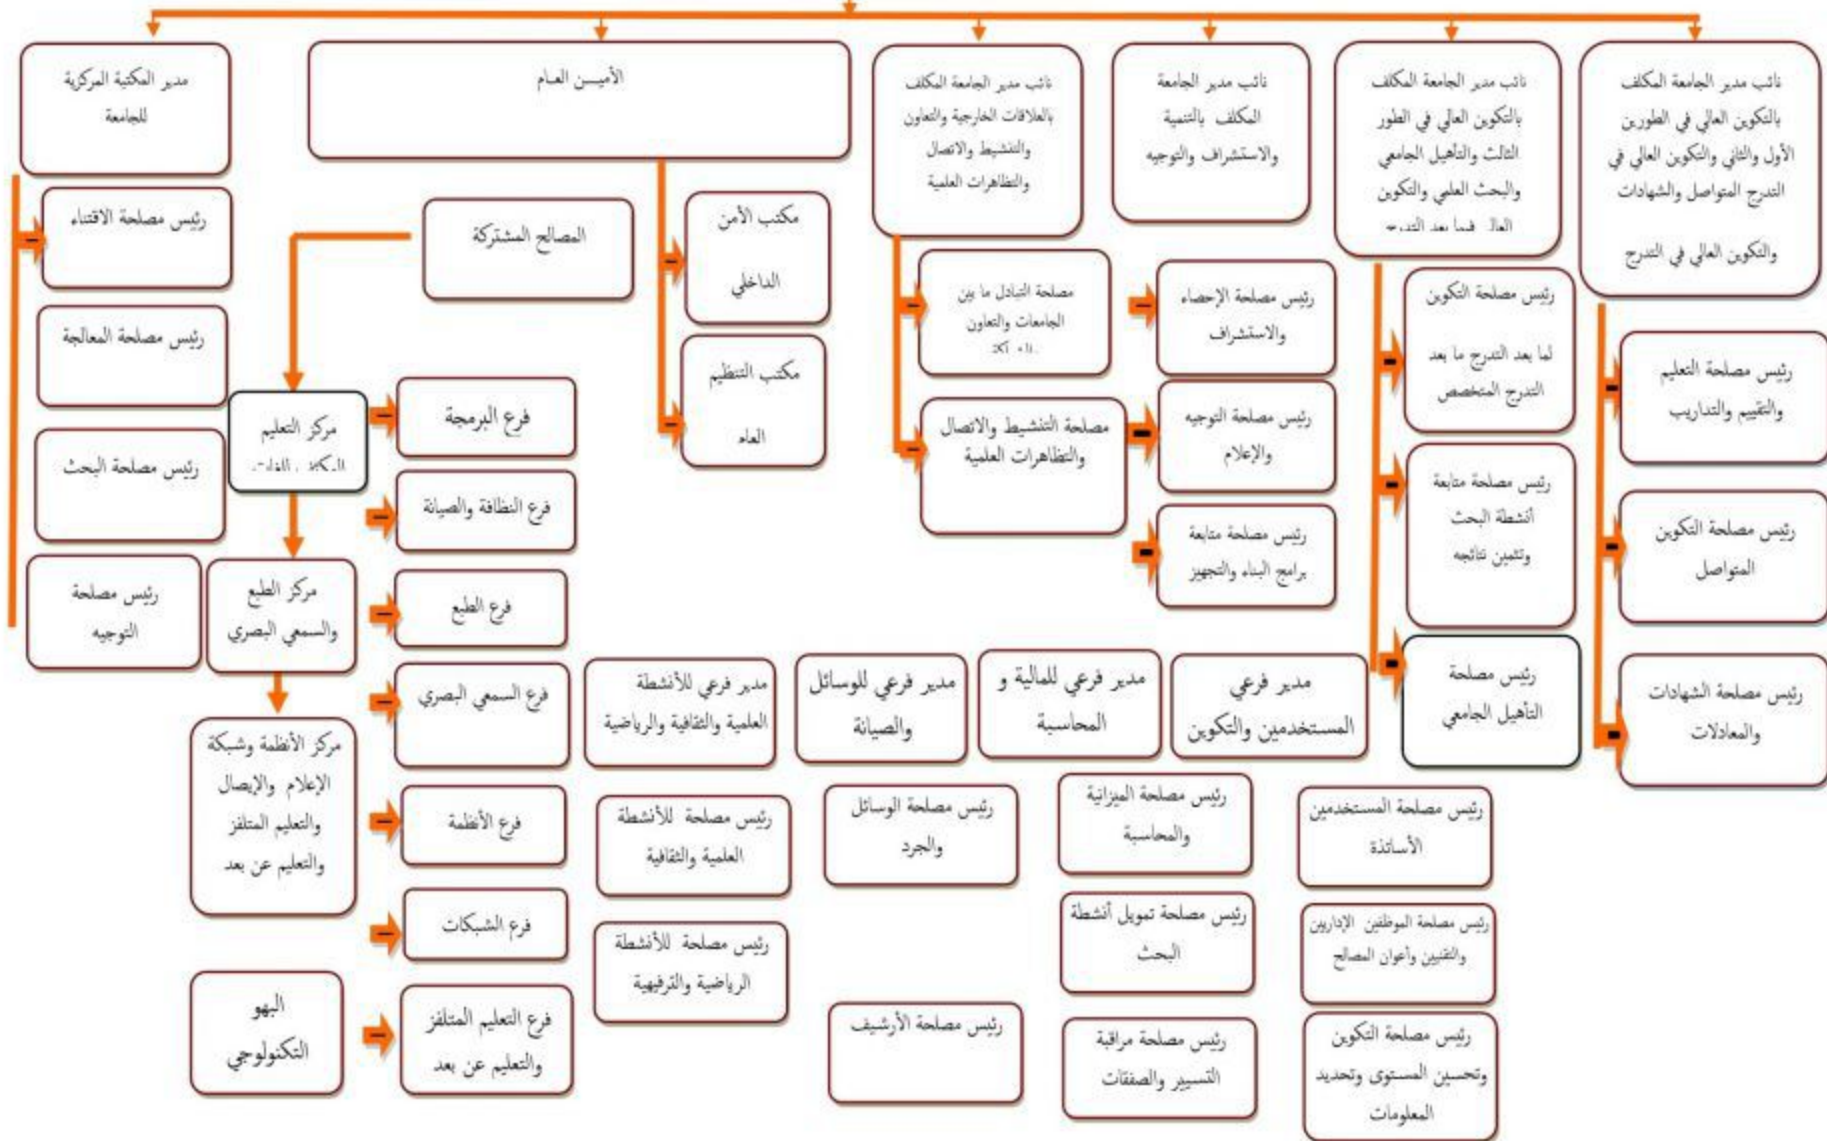 نائب مدير الجامعة المكلف
بالتكوين العالي في الطورين
الأول والثاني والتكوين العالي في
التدرج المتواصل والشهادات
والتكوين العالي في التدرج
نائب مدير الجامعة المكلف
بالتكوين العالي في الطور
الثالث والتأهيل الجامعي
والبحث العلمي والتكوين
العالي فيما بعد التدرج
نائب مدير الجامعة
المكلف بالتنمية
والاستشراف والتوجيه
نائب مدير الجامعة المكلف
بالعلاقات الخارجية والتعاون
والتنشيط والاتصال
والتظاهرات العلمية
الأميـــن العـام
مدير المكتبة المركزية
للجامعة
رئيس مصلحة التعليم
والتقييم والتداريب
رئيس مصلحة التكوين
المتواصل
رئيس مصلحة الشهادات
والمعادلات
رئيس مصلحة التكوين
لما بعد التدرج ما بعد
التدرج المتخصص
رئيس مصلحة متابعة
أنشطة البحث
وتثمين نتائجه
رئيس مصلحة
التأهيل الجامعي
رئيس مصلحة الإحصاء
والاستشراف
رئيس مصلحة التوجيه
والإعلام
رئيس مصلحة متابعة
برامج البناء والتجهيز
مصلحة التبادل ما بين
الجامعات والتعاون
مصلحة التنشيط والاتصال
والتظاهرات العلمية
مكتب الأمن
الداخلي
مكتب التنظيم
العام
المصالح المشتركة
مركز التعليم
المكثف للغات
مركز الطبع
والسمعي البصري
مركز الأنظمة وشبكة
الإعلام والإيصال
والتعليم المتلفز
والتعليم عن بعد
البهو
التكنولوجي
فرع البرمجة
فرع النظافة والصيانة
فرع الطبع
فرع السمعي البصري
فرع الأنظمة
فرع الشبكات
فرع التعليم المتلفز
والتعليم عن بعد
رئيس مصلحة الاقتناء
رئيس مصلحة المعالجة
رئيس مصلحة البحث
رئيس مصلحة
التوجيه
مدير فرعي
المستخدمين والتكوين
مدير فرعي للمالية و
المحاسبة
مدير فرعي للوسائل
والصيانة
مدير فرعي للأنشطة
العلمية والثقافية والرياضية
رئيس مصلحة المستخدمين
الأساتذة
رئيس مصلحة الموظفين الإداريين
والتقنيين وأعوان المصالح
رئيس مصلحة التكوين
وتحسين المستوى وتحديد
المعلومات
رئيس مصلحة الميزانية
والمحاسبة
رئيس مصلحة تمويل أنشطة
البحث
رئيس مصلحة مراقبة
التسيير والصفقات
رئيس مصلحة الوسائل
والجرد
رئيس مصلحة الأرشيف
رئيس مصلحة للأنشطة
العلمية والثقافية
رئيس مصلحة للأنشطة
الرياضية والترفيهية